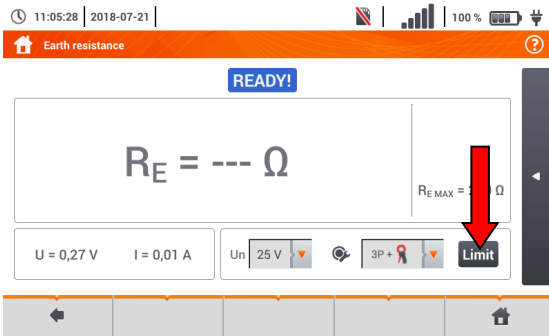 11:05:28 2018-07-21 100 %
Earth resistance ?
READY!
RE = --- Ω
RE MAX = Ω
U = 0,27 V I = 0,01 A Un 25 V 3P + Limit